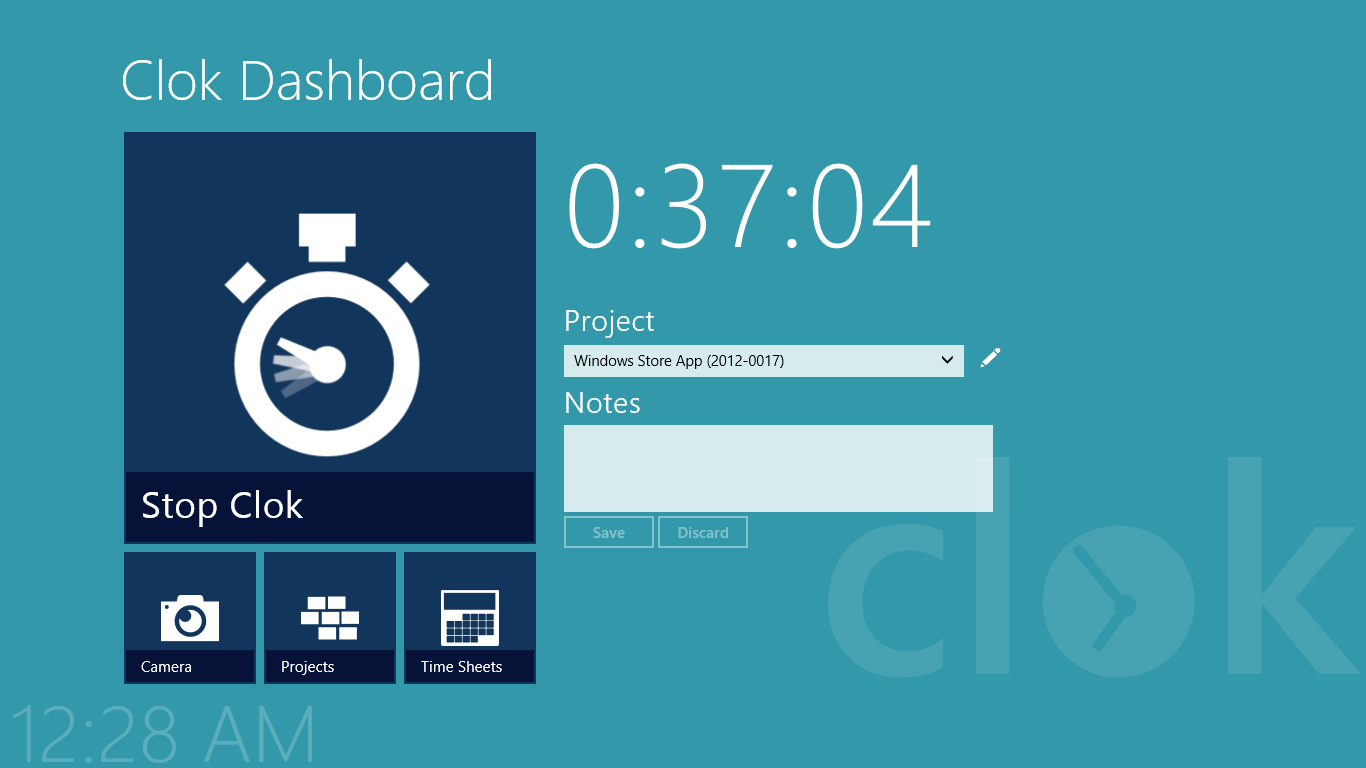 Clok Dashboard
0:37:04
Project
Windows Store App (2012-0017)
Notes
Stop Clok
Save
Discard
clok
Camera
Projects
Time Sheets
12:28 AM